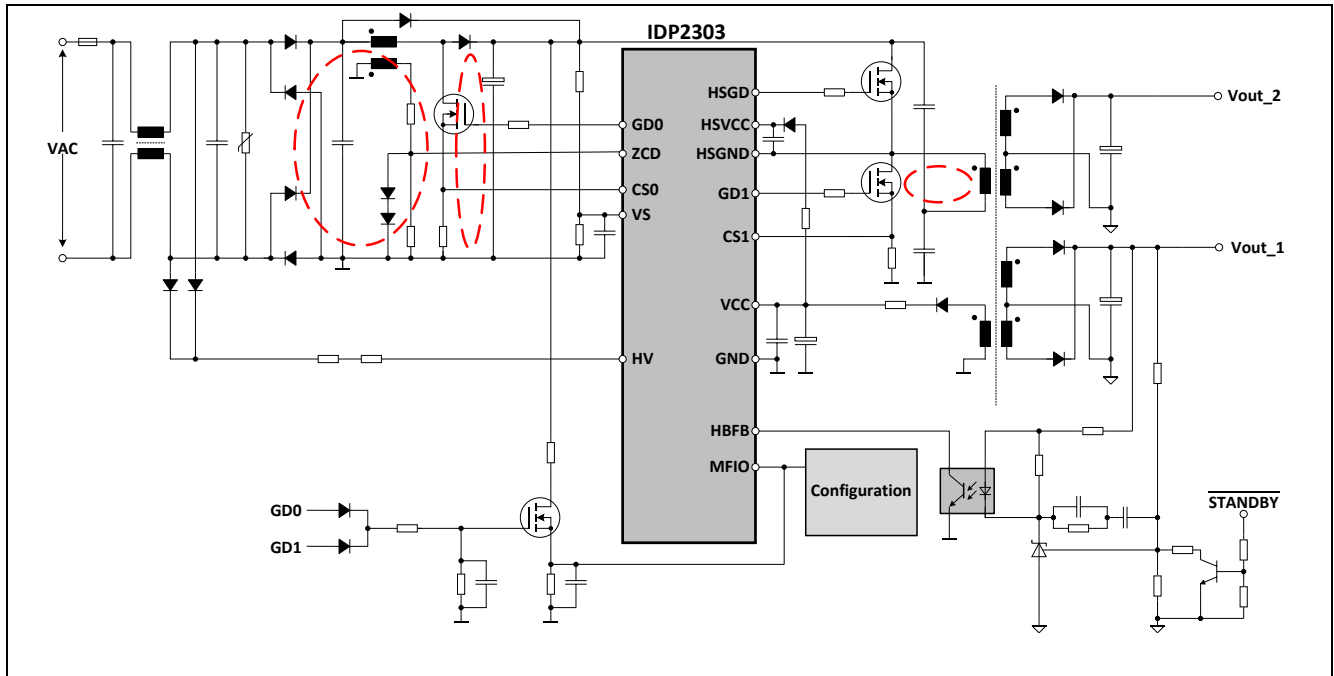 IDP2303
VAC
GD0
ZCD
CS0
VS
HV
HSGD
HSVCC
HSGND
GD1
CS1
VCC
GND
HBFB
MFIO
Vout_2
Vout_1
Configuration
STANDBY
GD0
GD1